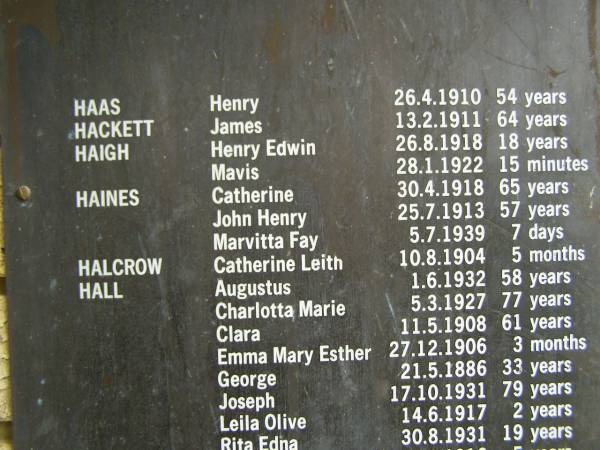 HAAS Henry 26.4.1910 54 years
HACKETT James 13.2.1911 64 years
HAIGH Henry Edwin 26.8.1918 18 years
Mavis 28.1.1922 15 minutes
HAINES Catherine 30.4.1918 65 years
John Henry 25.7.1913 57 years
Marvitta Fay 5.7.1939 7 days
HALCROW Catherine Leith 10.8.1904 5 months
HALL Augustus 1.6.1932 58 years
Charlotta Marie 5.3.1927 77 years
Clara 11.5.1908 61 years
Emma Mary Esther 27.12.1906 3 months
George 21.5.1886 33 years
Joseph 17.10.1931 79 years
Leila Olive 14.6.1917 2 years
Rita Edna 30.8.1931 19 years